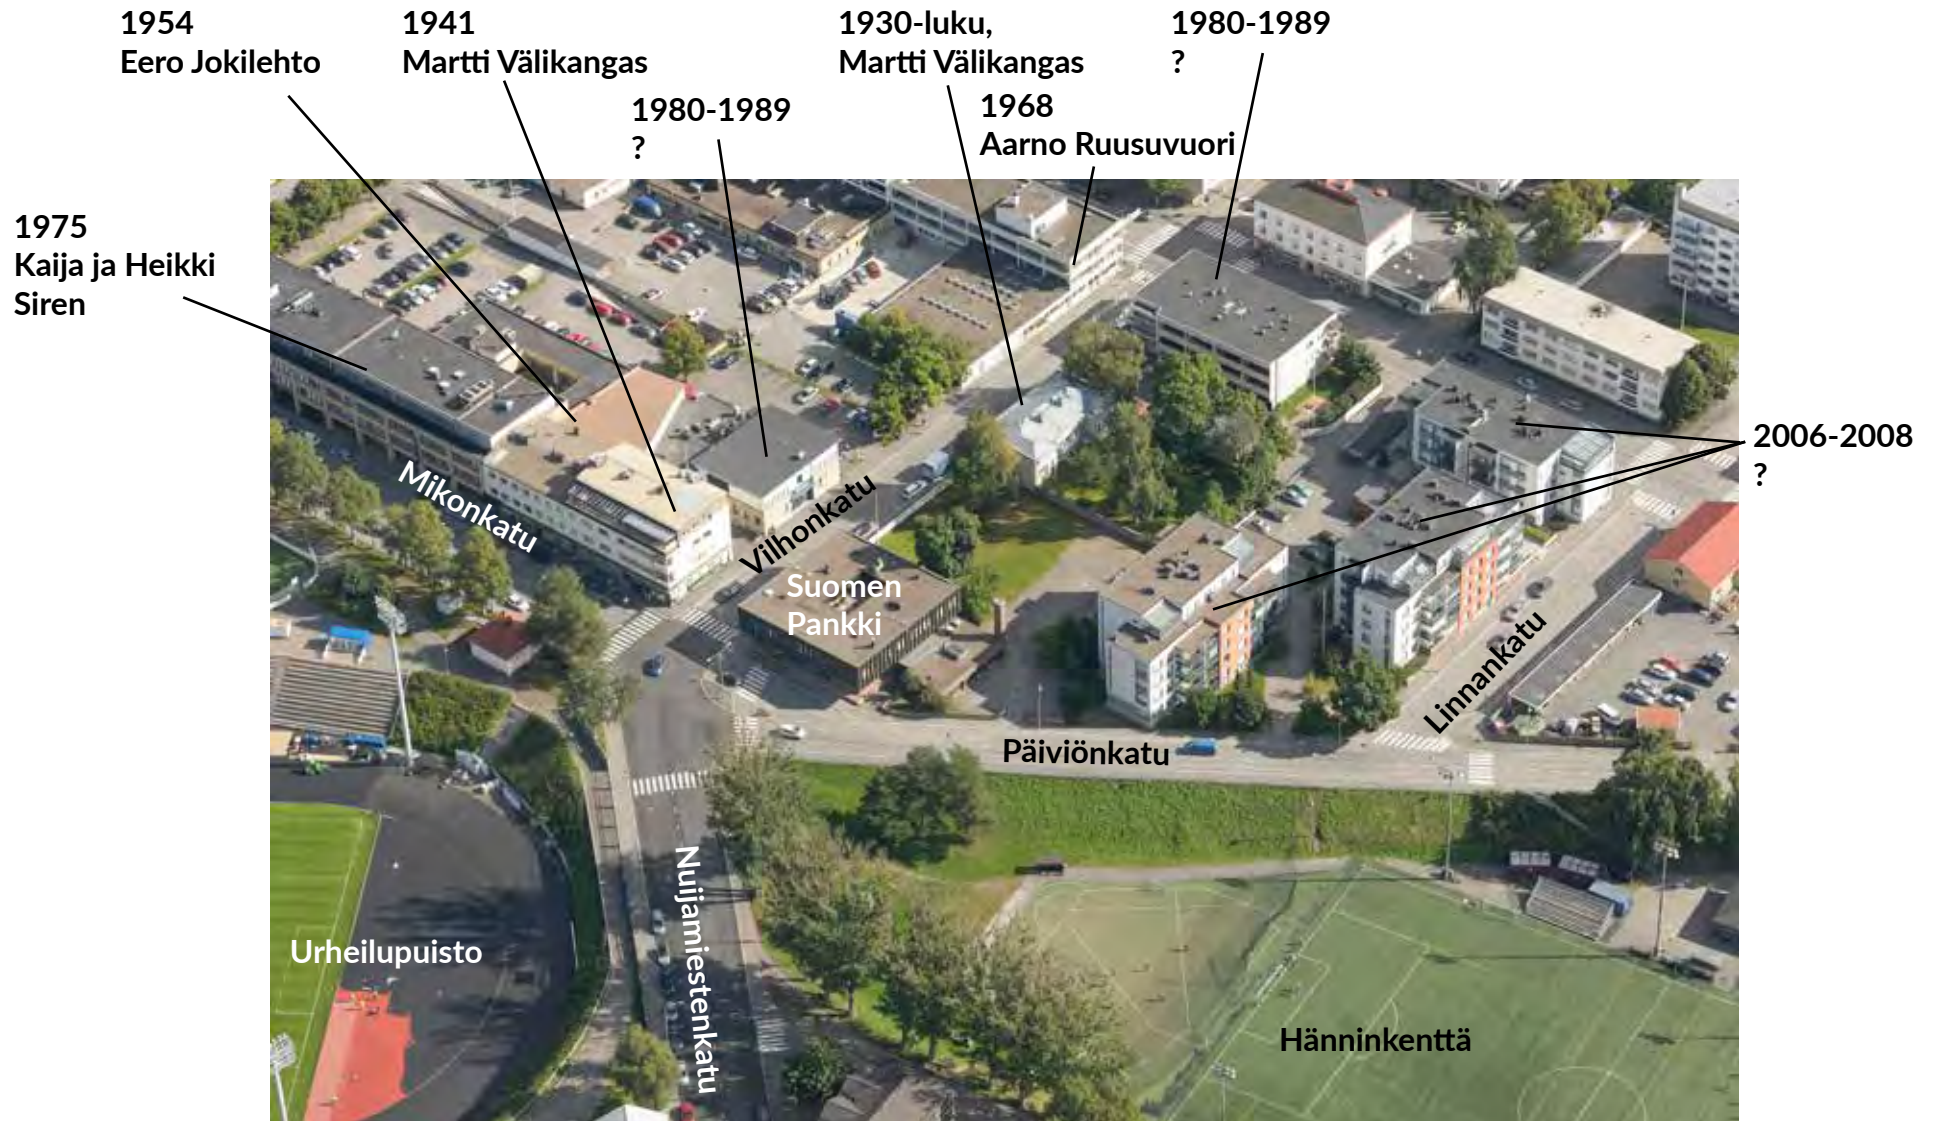 1954
Eero Jokilehto
1941
Martti Välikangas
1980-1989
?
1930-luku,
Martti Välikangas
1968
Aarno Ruusuvuori
1980-1989
?
1975
Kaija ja Heikki
Siren
2006-2008
?
Mikonkatu
Vilhonkatu
Suomen
Pankki
Linnankatu
Päiviönkatu
Nuijamiestenkatu
Urheilupuisto
Hänninkenttä